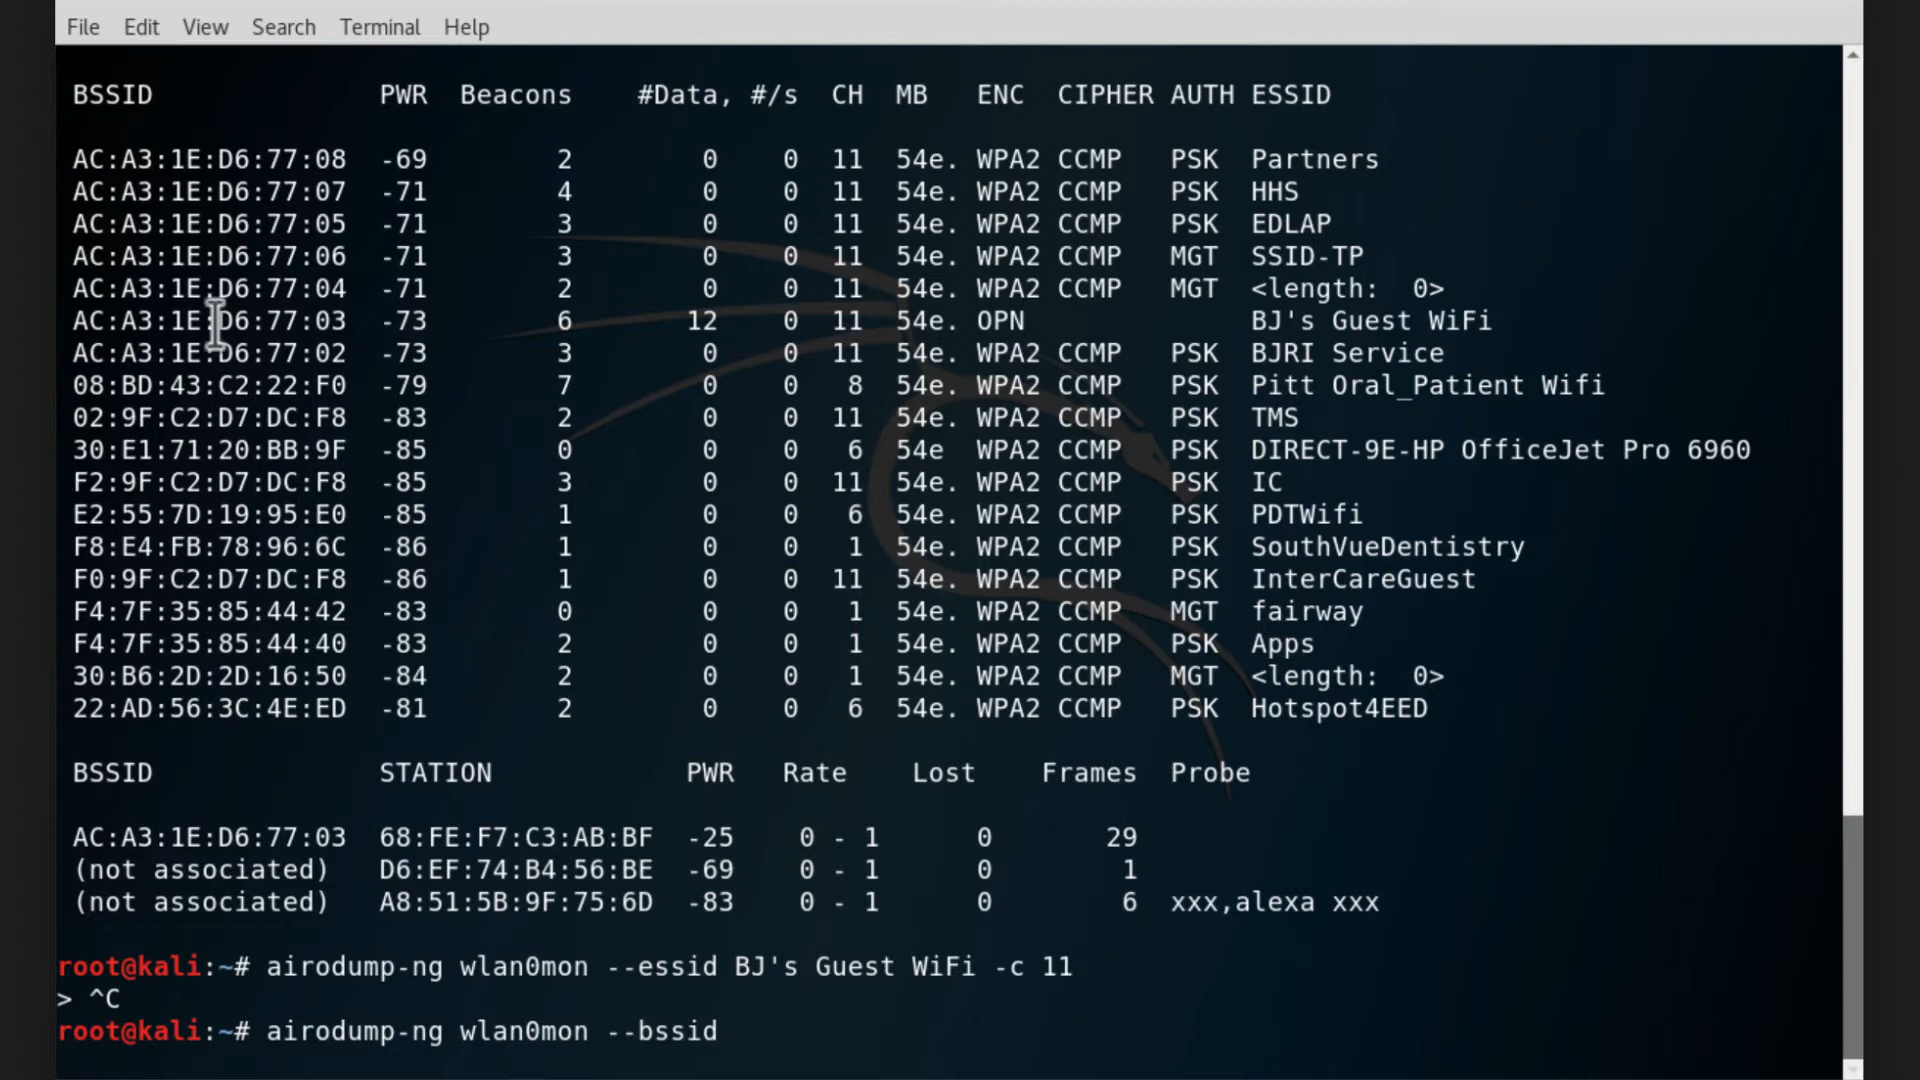 File Edit View Search Terminal Help
BSSID PWR Beacons #Data, #/s CH MB ENC CIPHER AUTH ESSID
AC:A3:1E:D6:77:08 -69 2 0 0 11 54e. WPA2 CCMP PSK Partners
AC:A3:1E:D6:77:07 -71 4 0 0 11 54e. WPA2 CCMP PSK HHS
AC:A3:1E:D6:77:05 -71 3 0 0 11 54e. WPA2 CCMP PSK EDLAP
AC:A3:1E:D6:77:06 -71 3 0 0 11 54e. WPA2 CCMP MGT SSID-TP
AC:A3:1E:D6:77:04 -71 2 0 0 11 54e. WPA2 CCMP MGT <length: 0>
AC:A3:1E:D6:77:03 -73 6 12 0 11 54e. OPN BJ's Guest WiFi
AC:A3:1E:D6:77:02 -73 3 0 0 11 54e. WPA2 CCMP PSK BJRI Service
08:BD:43:C2:22:F0 -79 7 0 0 8 54e. WPA2 CCMP PSK Pitt Oral_Patient Wifi
02:9F:C2:D7:DC:F8 -83 2 0 0 11 54e. WPA2 CCMP PSK TMS
30:E1:71:20:BB:9F -85 0 0 0 6 54e WPA2 CCMP PSK DIRECT-9E-HP OfficeJet Pro 6960
F2:9F:C2:D7:DC:F8 -85 3 0 0 11 54e. WPA2 CCMP PSK IC
E2:55:7D:19:95:E0 -85 1 0 0 6 54e. WPA2 CCMP PSK PDTWifi
F8:E4:FB:78:96:6C -86 1 0 0 1 54e. WPA2 CCMP PSK SouthVueDentistry
F0:9F:C2:D7:DC:F8 -86 1 0 0 11 54e. WPA2 CCMP PSK InterCareGuest
F4:7F:35:85:44:42 -83 0 0 0 1 54e. WPA2 CCMP MGT fairway
F4:7F:35:85:44:40 -83 2 0 0 1 54e. WPA2 CCMP PSK Apps
30:B6:2D:2D:16:50 -84 2 0 0 1 54e. WPA2 CCMP MGT <length: 0>
22:AD:56:3C:4E:ED -81 2 0 0 6 54e. WPA2 CCMP PSK Hotspot4EED
BSSID STATION PWR Rate Lost Frames Probe
AC:A3:1E:D6:77:03 68:FE:F7:C3:AB:BF -25 0 - 1 0 29
(not associated) D6:EF:74:B4:56:BE -69 0 - 1 0 1
(not associated) A8:51:5B:9F:75:6D -83 0 - 1 0 6 xxx,alexa xxx
root@kali:~# airodump-ng wlan0mon --essid BJ's Guest WiFi -c 11
> ^C
root@kali:~# airodump-ng wlan0mon --bssid